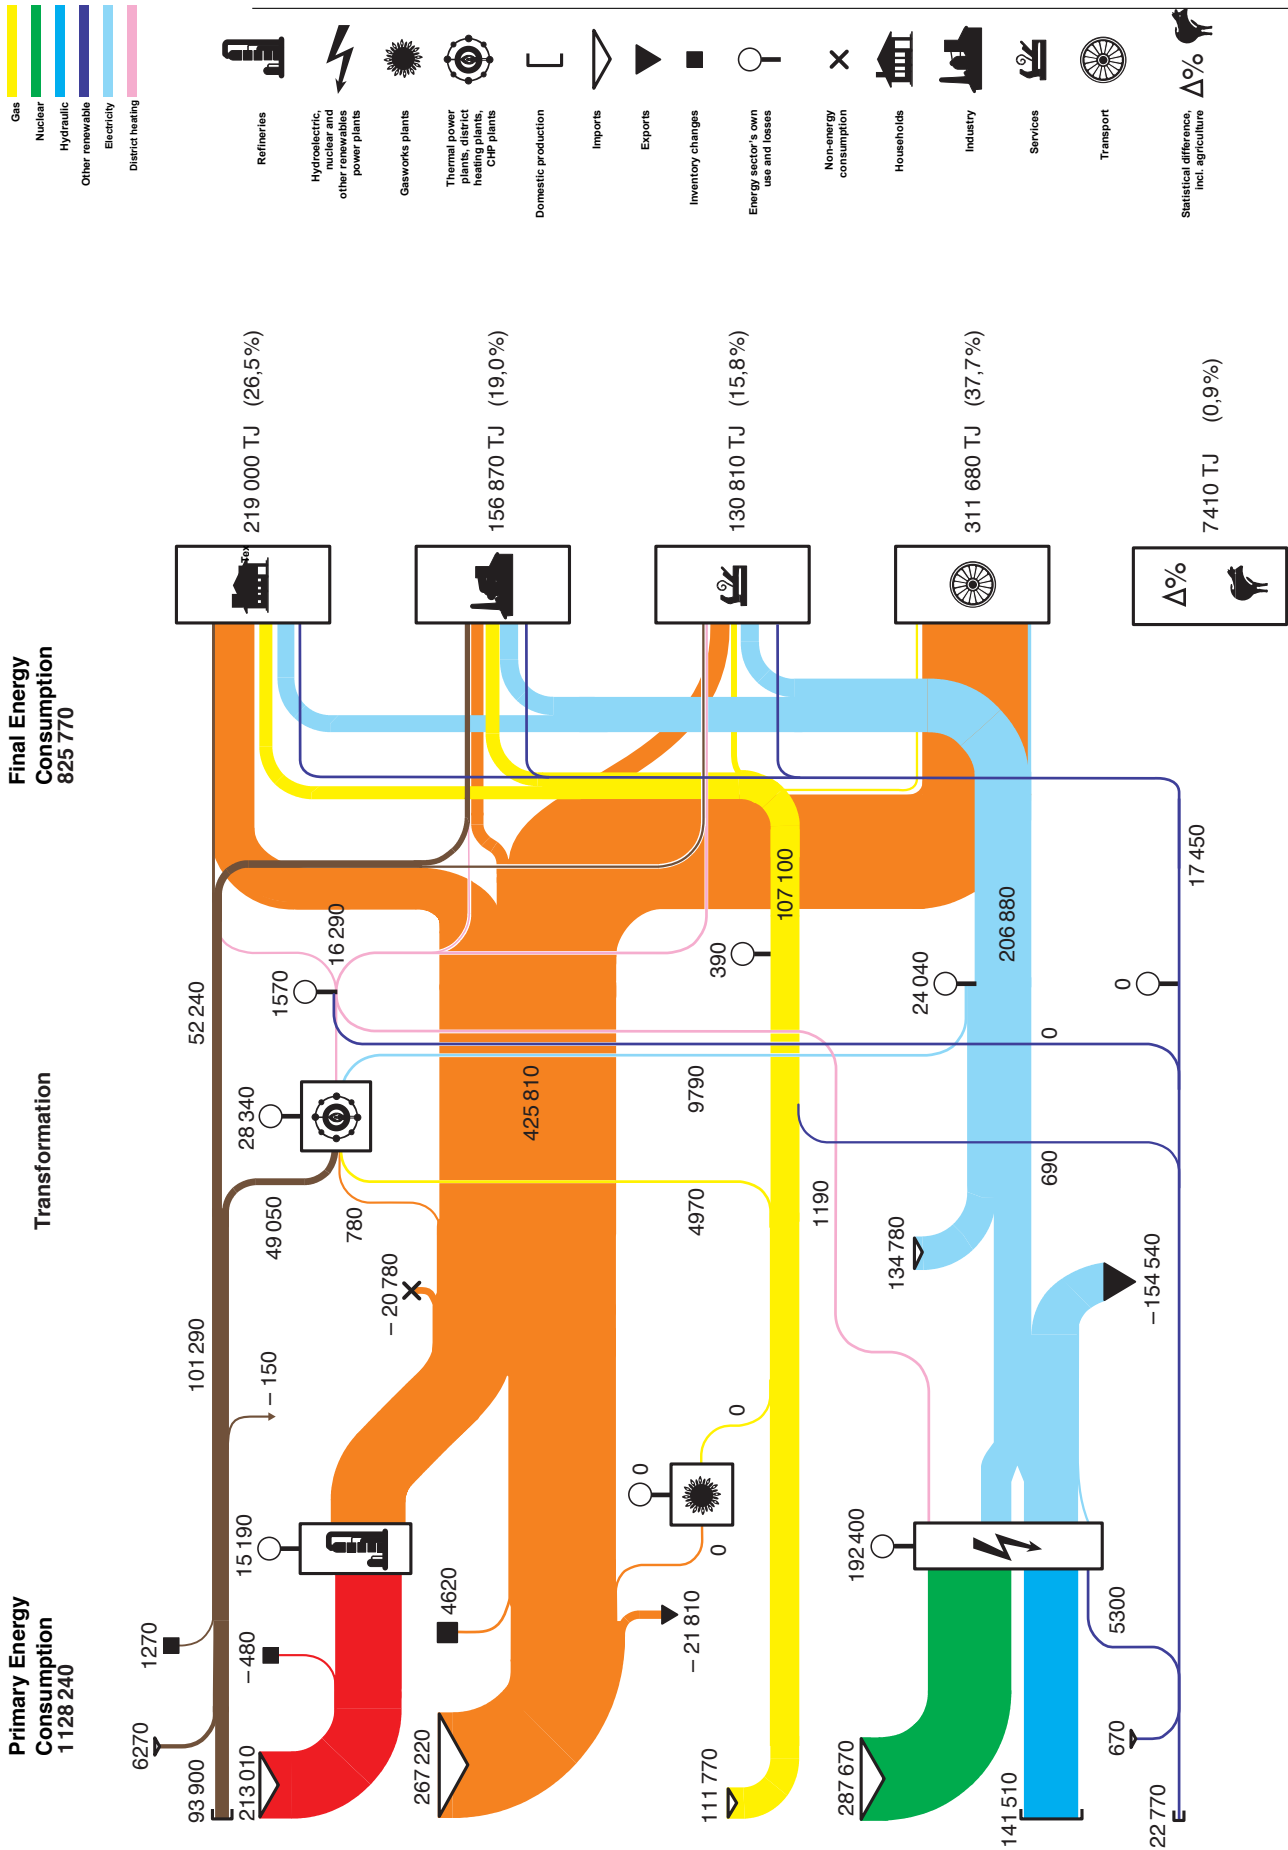 Primary Energy
Consumption
1 128 240
Transformation
Final Energy
Consumption
825 770
Gas
Nuclear
Hydraulic
Other renewable
Electricity
District heating
6270
1270
93 900
101 290
– 150
52 240
49 050
28 340
780
1570
16 290
213 010
– 480
15 190
– 20 780
267 220
4620
425 810
– 21 810
0
0
0
111 770
4970
9790
390
107 100
287 670
192 400
1190
134 780
24 040
206 880
141 510
5300
– 154 540
690
0
0
22 770
670
17 450
Tex
219 000 TJ (26,5%)
156 870 TJ (19,0%)
130 810 TJ (15,8%)
311 680 TJ (37,7%)
7410 TJ (0,9%)
Δ%
Refineries
Hydroelectric,
nuclear and
other renewables
power plants
Gasworks plants
Thermal power
plants, district
heating plants,
CHP plants
Domestic production
Imports
Exports
Inventory changes
Energy sector's own
use and losses
Non-energy
consumption
Households
Industry
Services
Transport
Statistical difference,
incl. agriculture
Δ%